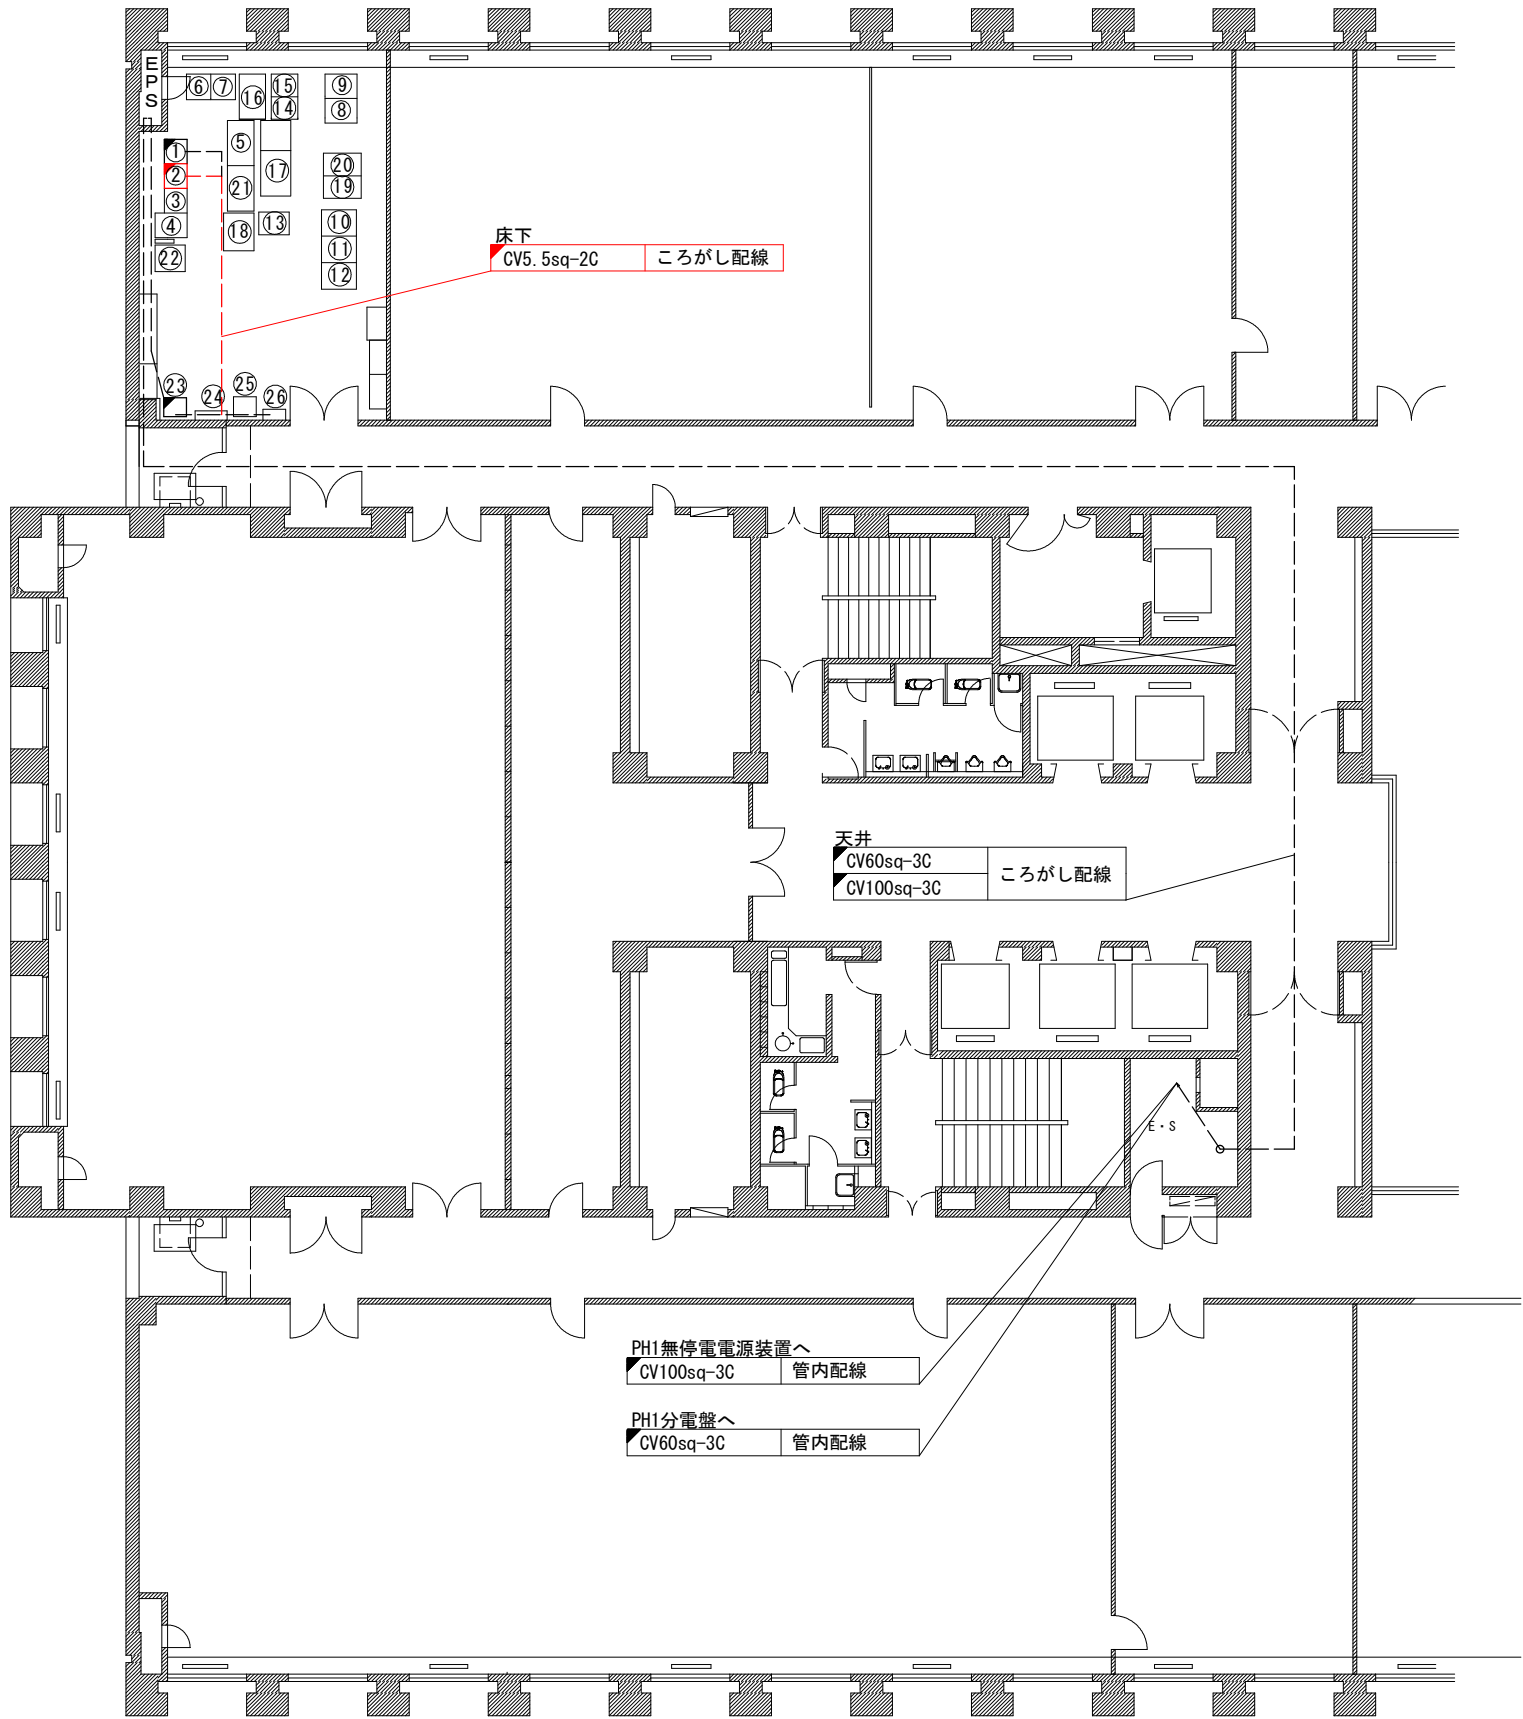 EPS
⑥ ⑦ ⑯ ⑮ ⑨
⑭ ⑧
① ⑤
② ⑰ ⑳
③ ㉑ ⑲
④ ⑱ ⑬ ⑩
㉒ ⑪
⑫
床下
CV5.5sq-2C ころがし配線
㉓ ㉔ ㉕ ㉖
天井
CV60sq-3C ころがし配線
CV100sq-3C
E・S
PH1無停電電源装置へ
CV100sq-3C 管内配線
PH1分電盤へ
CV60sq-3C 管内配線